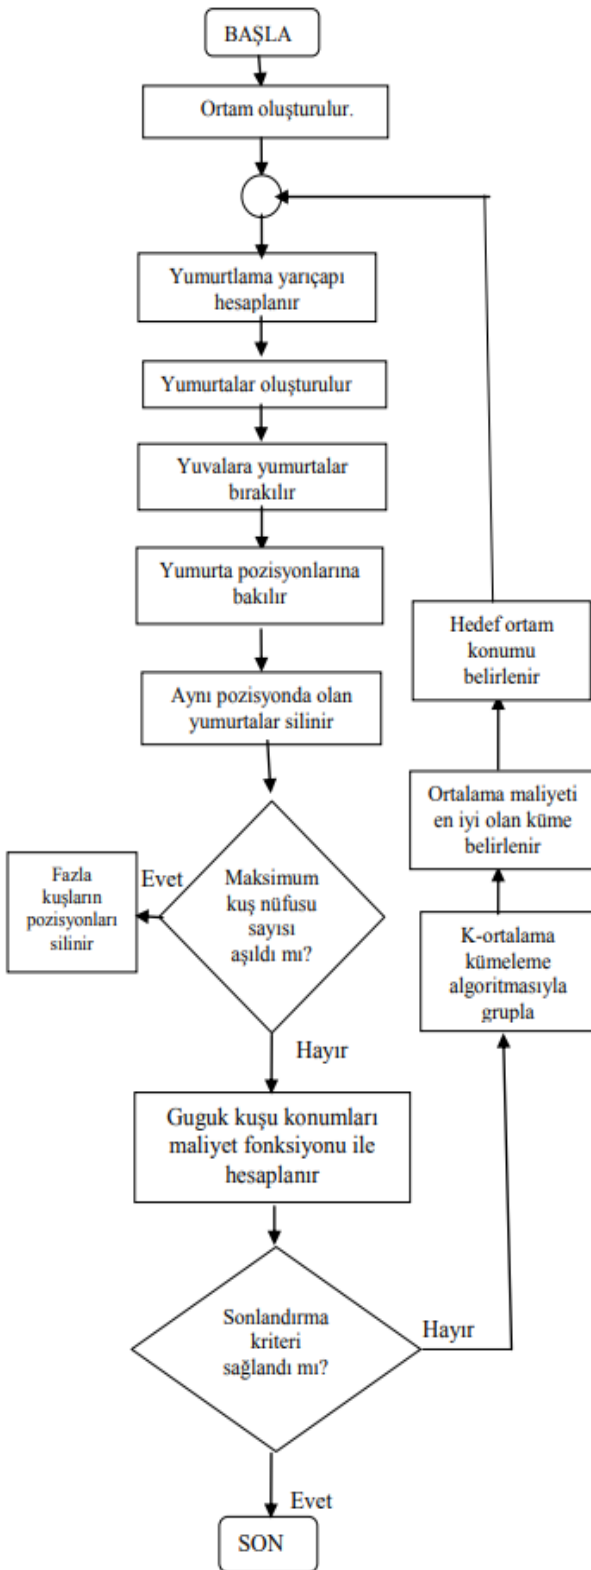 BAŞLA
Ortam oluşturulur.
Yumurtlama yarıçapı
hesaplanır
Yumurtalar oluşturulur
Yuvalara yumurtalar
bırakılır
Yumurta pozisyonlarına
bakılır
Aynı pozisyonda olan
yumurtalar silinir
Maksimum
kuş nüfusu
sayısı
aşıldı mı?
Evet
Fazla
kuşların
pozisyonları
silinir
Hayır
Guguk kuşu konumları
maliyet fonksiyonu ile
hesaplanır
Sonlandırma
kriteri
sağlandı mı?
Hayır
K-ortalama
kümeleme
algoritmasıyla
grupla
Ortalama maliyeti
en iyi olan küme
belirlenir
Hedef ortam
konumu
belirlenir
Evet
SON